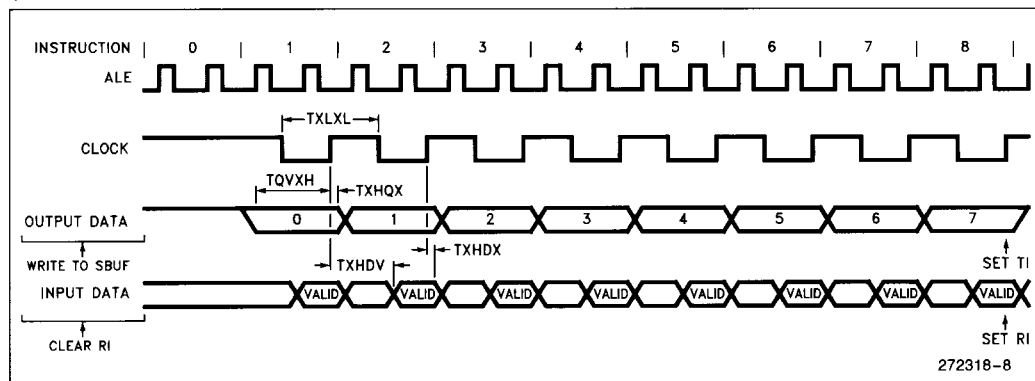 INSTRUCTION | 0 | 1 | 2 | 3 | 4 | 5 | 6 | 7 | 8 |
ALE
TXLXL
CLOCK
TQVXH
TXHQX
OUTPUT DATA 0 1 2 3 4 5 6 7
WRITE TO SBUF
TXHDV
TXHDX
SET TI
INPUT DATA VALID VALID VALID VALID VALID VALID VALID VALID
CLEAR RI
SET RI
272318-8